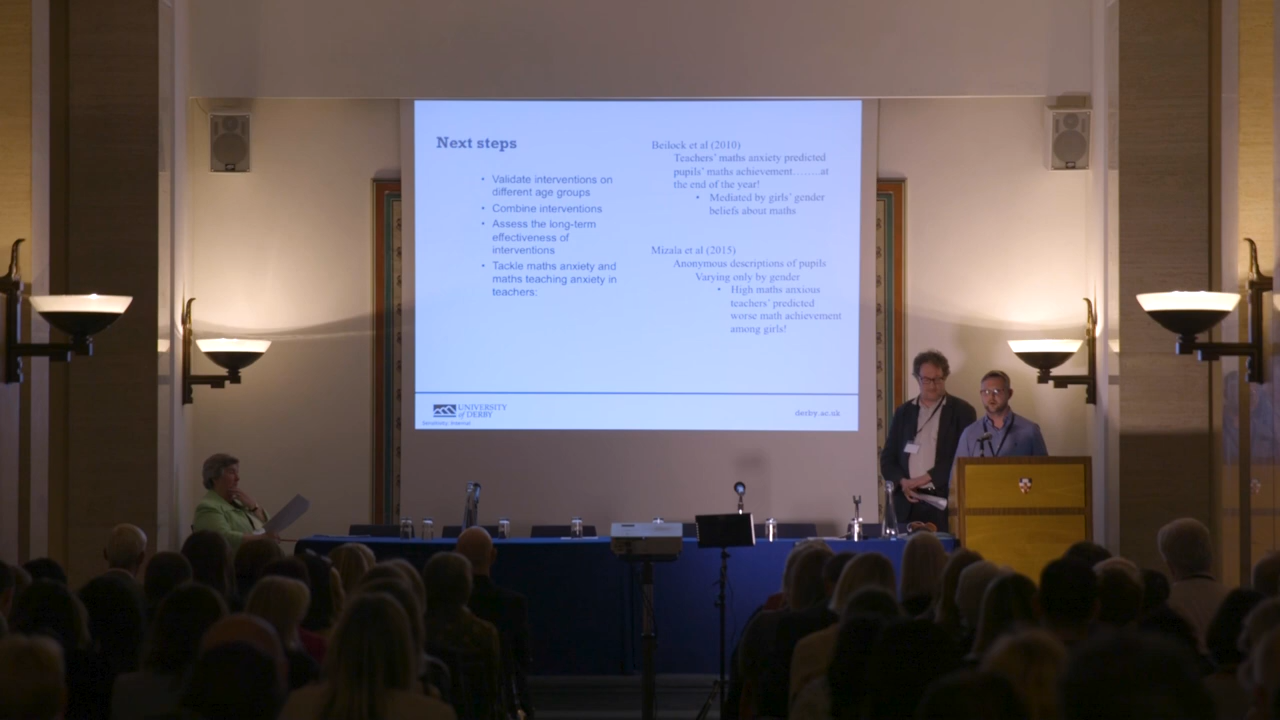 Next steps
• Validate interventions on
different age groups
• Combine interventions
• Assess the long-term
effectiveness of
interventions
• Tackle maths anxiety and
maths teaching anxiety in
teachers:
Beilock et al (2010)
Teachers' maths anxiety predicted
pupils' maths achievement........at
the end of the year!
• Mediated by girls' gender
beliefs about maths
Mizala et al (2015)
Anonymous descriptions of pupils
Varying only by gender
• High maths anxious
teachers' predicted
worse math achievement
among girls!
UNIVERSITY
of DERBY
Sensitivity: Internal
derby.ac.uk